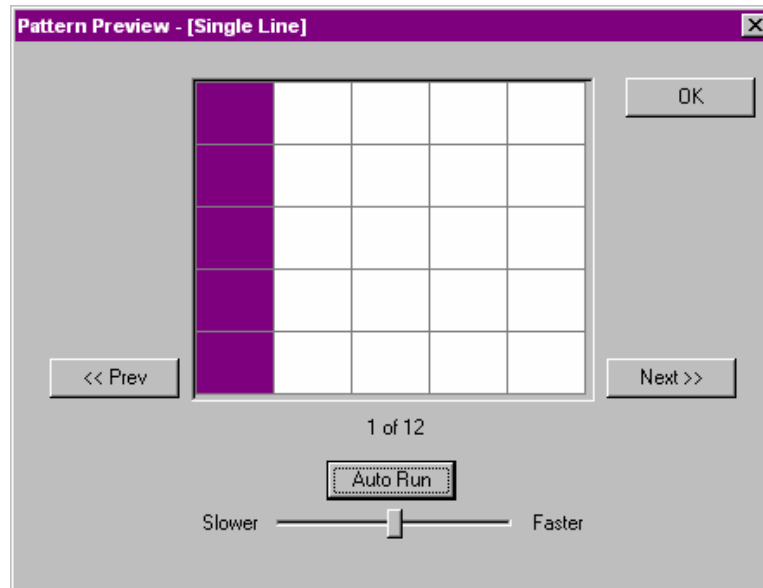 Pattern Preview - [Single Line]
OK
<< Prev
Next >>
1 of 12
Auto Run
Slower
Faster